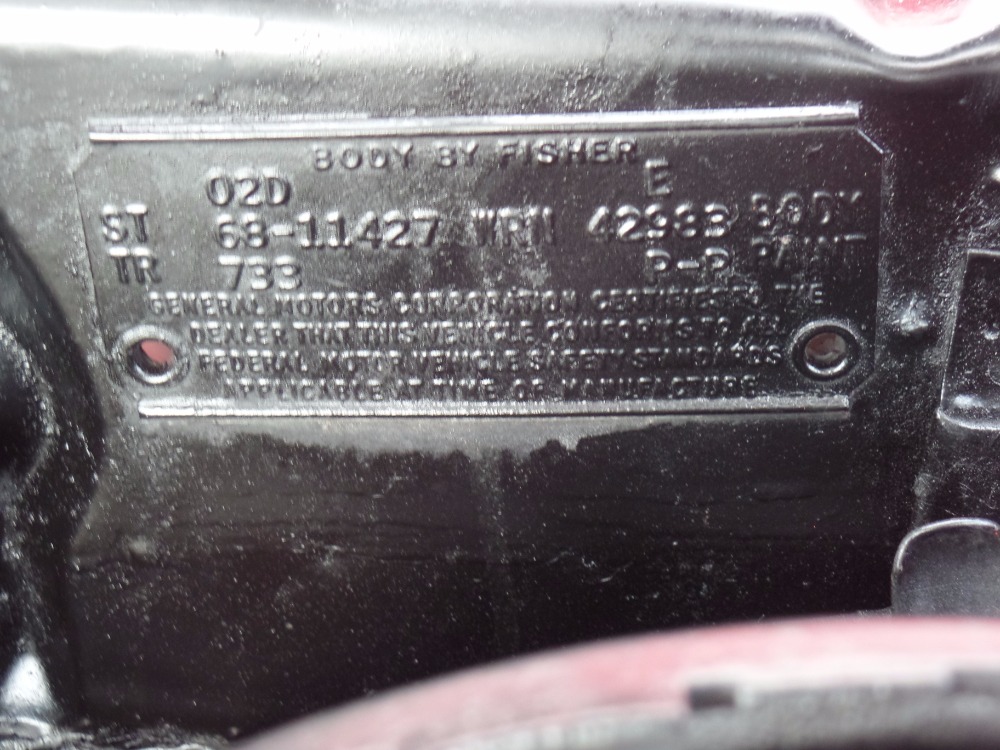 BODY BY FISHER
02D E
ST 68-11427 WRN 42983 BODY
TR 733 P-P PAINT
GENERAL MOTORS CORPORATION CERTIFIES TO THE
DEALER THAT THIS VEHICLE CONFORMS TO ALL
FEDERAL MOTOR VEHICLE SAFETY STANDARDS
APPLICABLE AT TIME OF MANUFACTURE